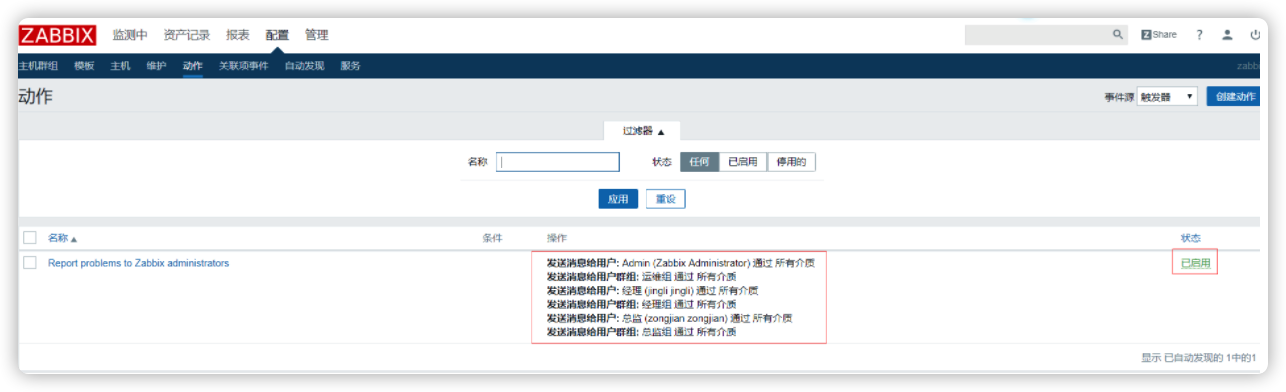 ZABBIX 监测中 资产记录 报表 配置 管理 Z Share ?
主机群组 模板 主机 维护 动作 关联项事件 自动发现 服务 zabbi
动作 事件源 触发器 ▼ 创建动作
过滤器 ▲
名称 状态 任何 已启用 停用的
应用 重设
名称 ▲ 条件 操作 状态
Report problems to Zabbix administrators 发送消息给用户: Admin (Zabbix Administrator) 通过 所有介质 已启用
发送消息给用户群组: 运维组 通过 所有介质
发送消息给用户: 经理 (jingli jingli) 通过 所有介质
发送消息给用户群组: 经理组 通过 所有介质
发送消息给用户: 总监 (zongjian zongjian) 通过 所有介质
发送消息给用户群组: 总监组 通过 所有介质
显示 已自动发现的 1中的1